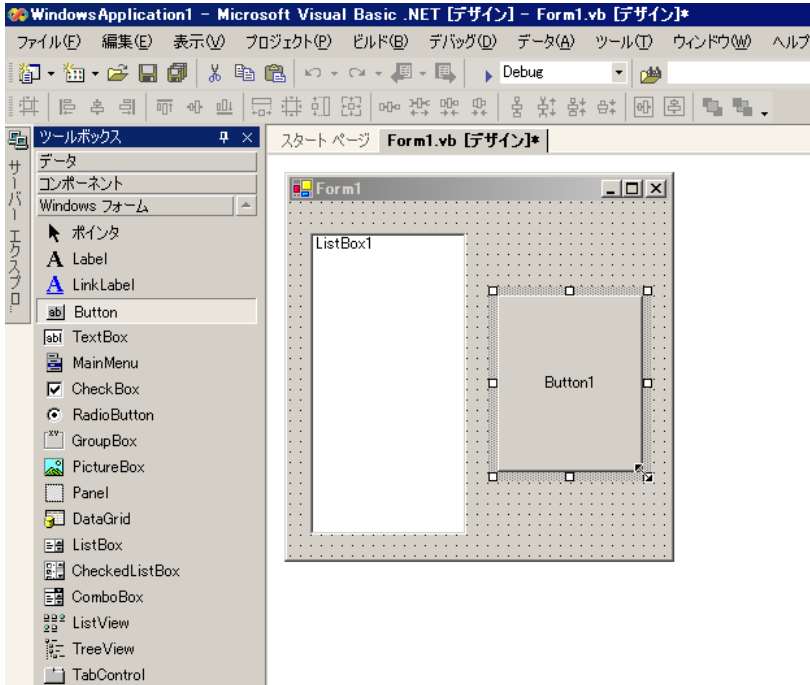 WindowsApplication1 - Microsoft Visual Basic .NET [デザイン] - Form1.vb [デザイン]*
ファイル(F) 編集(E) 表示(V) プロジェクト(P) ビルド(B) デバッグ(D) データ(A) ツール(T) ウィンドウ(W) ヘルプ
Debug
サーバー エクスプロ...
ツールボックス
データ
コンポーネント
Windows フォーム
ポインタ
A Label
A LinkLabel
ab Button
abl TextBox
MainMenu
CheckBox
RadioButton
XY GroupBox
PictureBox
Panel
DataGrid
ListBox
CheckedListBox
ComboBox
ListView
TreeView
TabControl
スタート ページ Form1.vb [デザイン]*
Form1
ListBox1
Button1